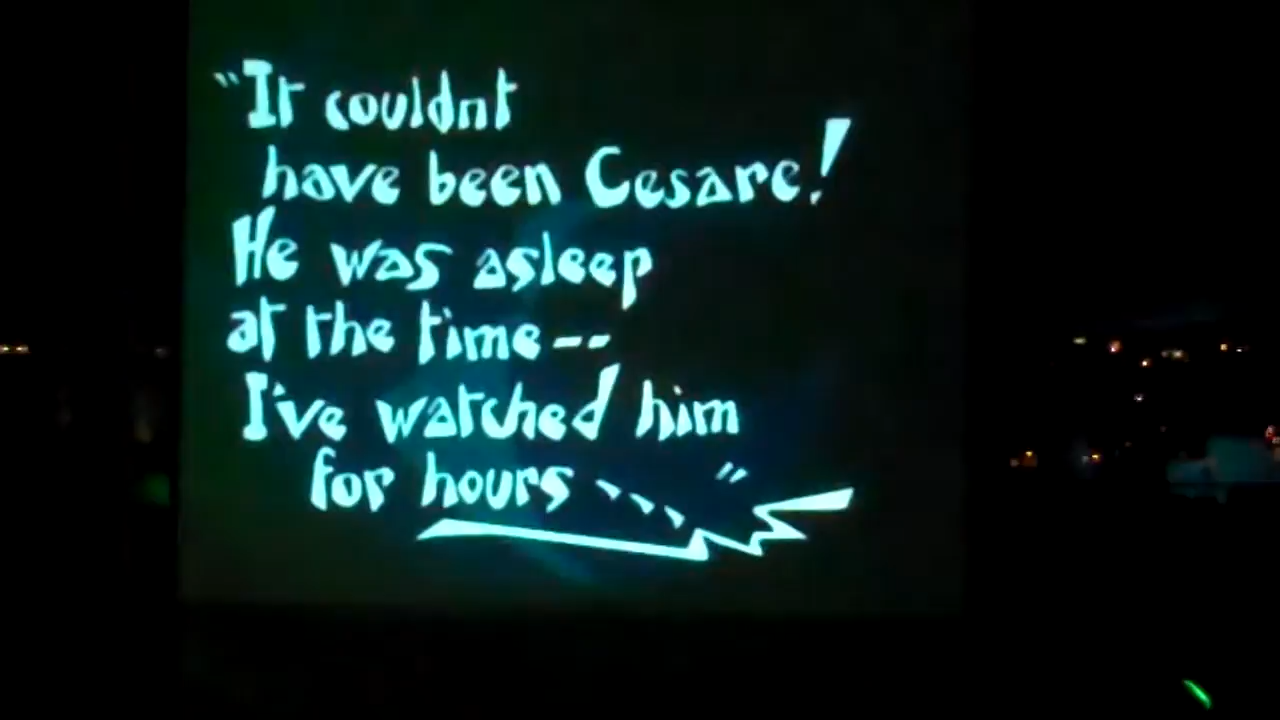 "It couldnt
have been Cesare!
He was asleep
at the time --
I've watched him
for hours - - - - "